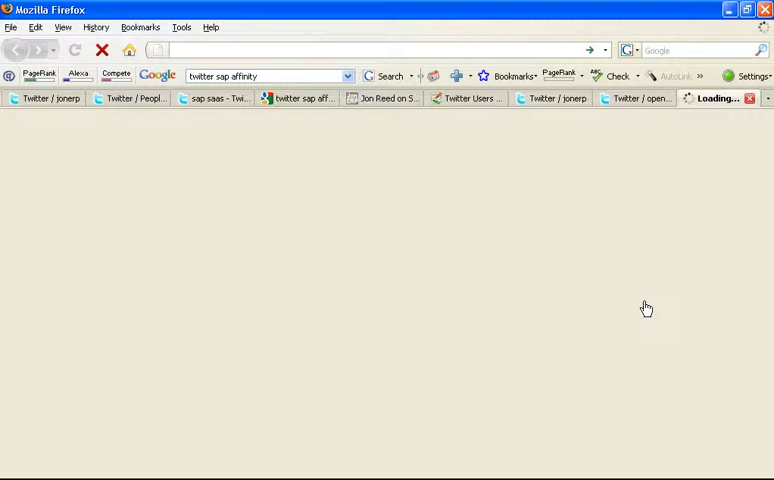 Mozilla Firefox
File Edit View History Bookmarks Tools Help
G Google
PageRank Alexa Compete Google twitter sap affinity G Search Bookmarks PageRank ABC Check AutoLink » Settings
Twitter / jonerp Twitter / Peopl... sap saas - Twi... twitter sap aff... Jon Reed on S... Twitter Users ... Twitter / jonerp Twitter / open... Loading...